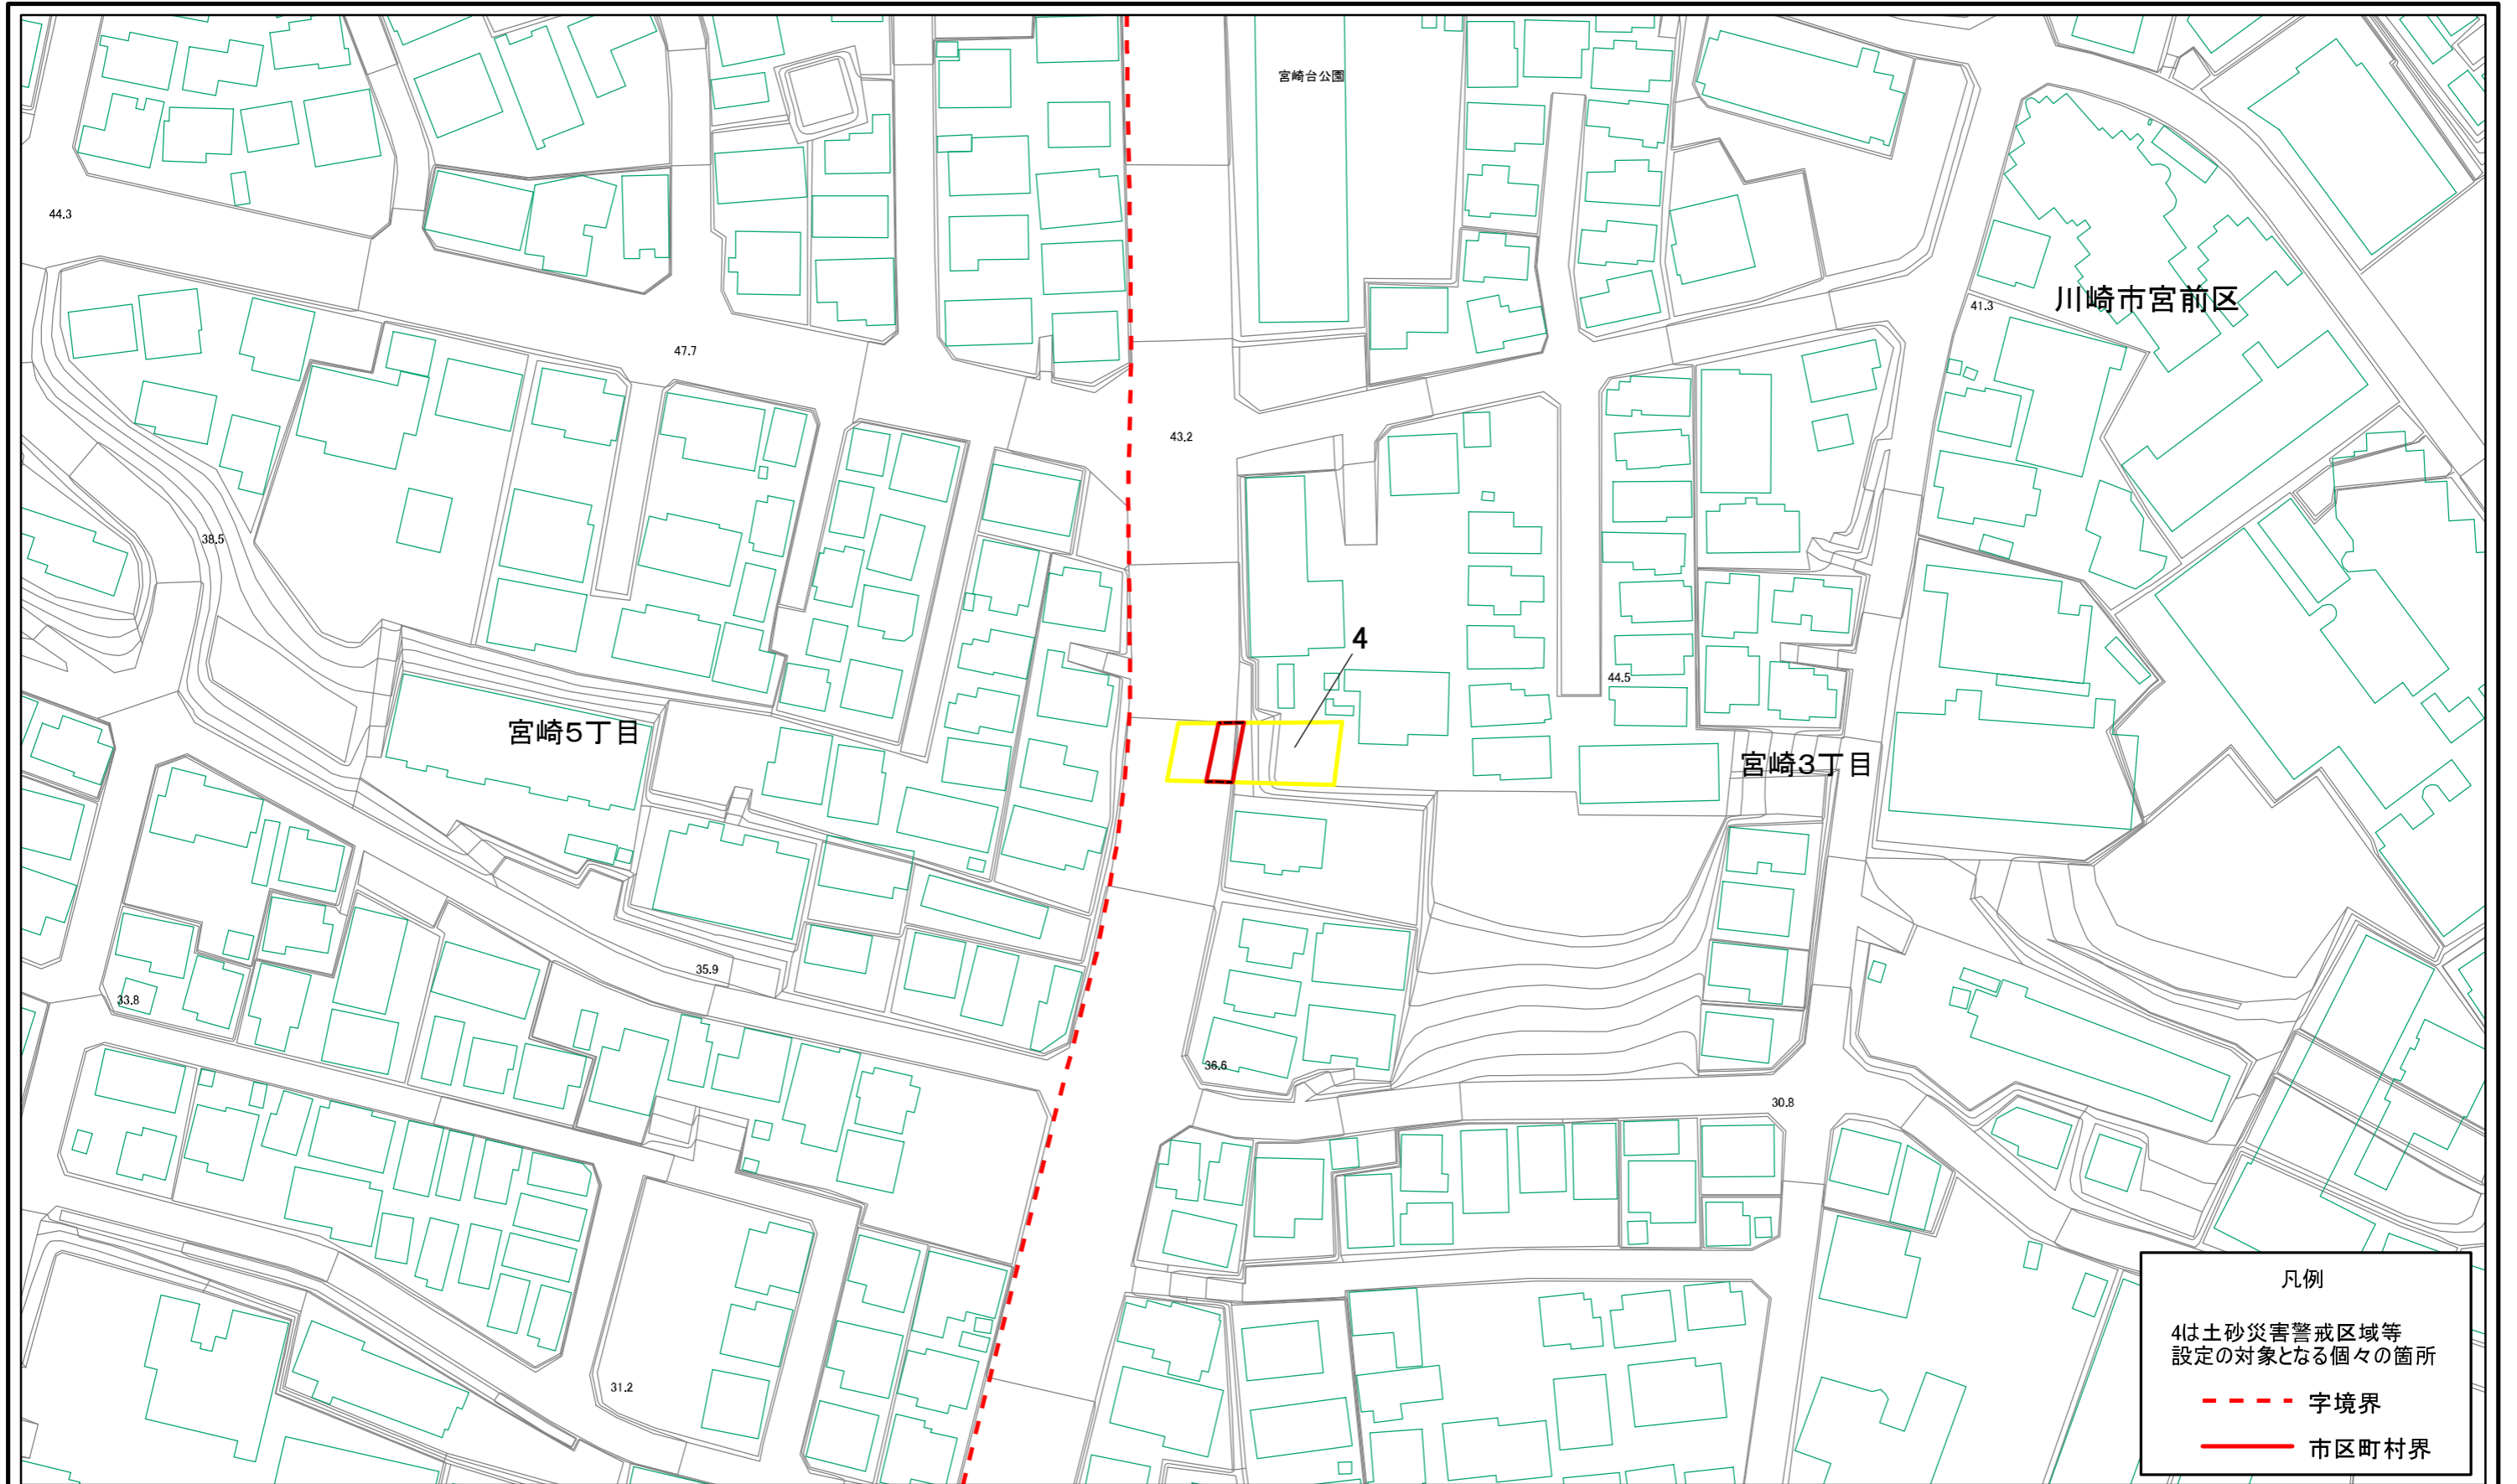 宮崎台公園
44.3
川崎市宮前区
41.3
47.7
43.2
38.5
4
44.5
宮崎5丁目
宮崎3丁目
35.9
33.8
36.6
30.8
31.2
凡例
4は土砂災害警戒区域等
設定の対象となる個々の箇所
字境界
市区町村界